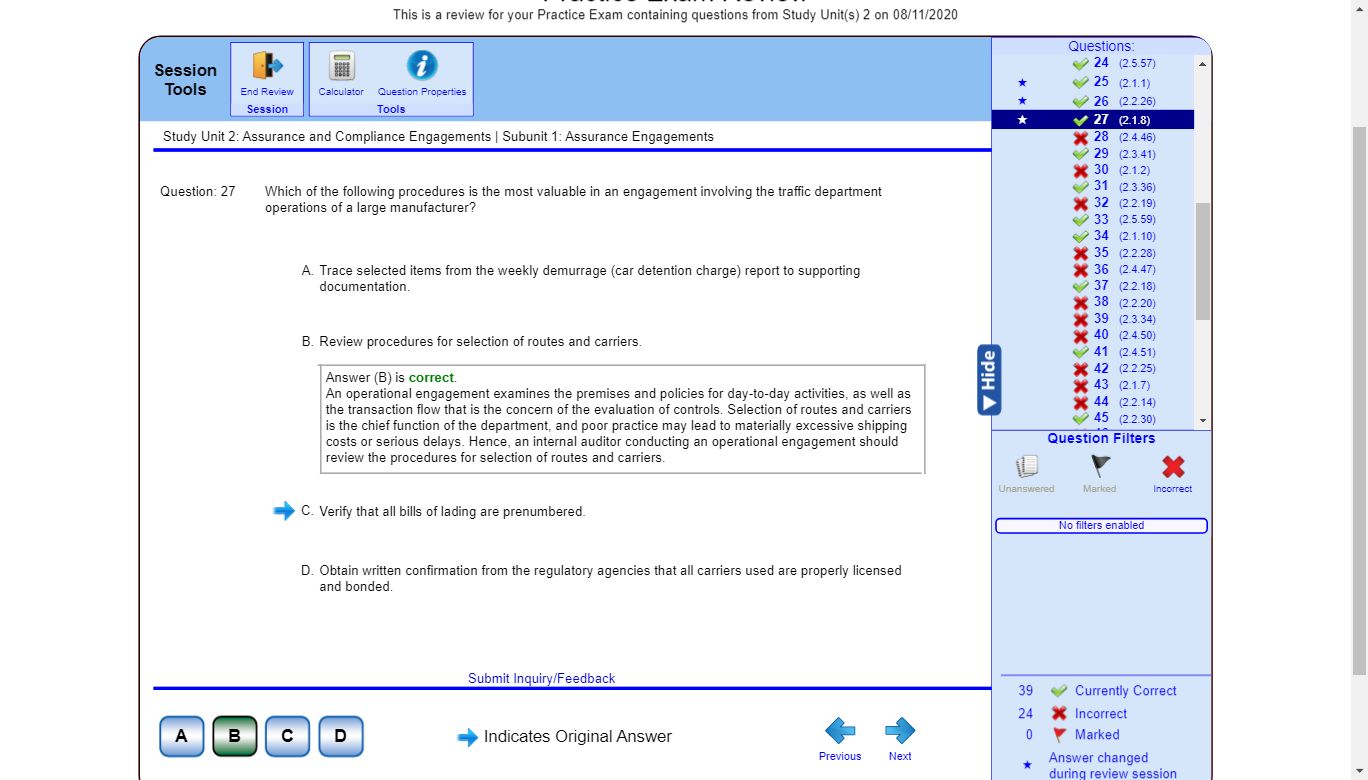 This is a review for your Practice Exam containing questions from Study Unit(s) 2 on 08/11/2020
Session
Tools
End Review
Session
Calculator
Question Properties
Tools
Study Unit 2: Assurance and Compliance Engagements | Subunit 1: Assurance Engagements
Question: 27
Which of the following procedures is the most valuable in an engagement involving the traffic department
operations of a large manufacturer?
A. Trace selected items from the weekly demurrage (car detention charge) report to supporting
documentation.
B. Review procedures for selection of routes and carriers.
Answer (B) is correct.
An operational engagement examines the premises and policies for day-to-day activities, as well as
the transaction flow that is the concern of the evaluation of controls. Selection of routes and carriers
is the chief function of the department, and poor practice may lead to materially excessive shipping
costs or serious delays. Hence, an internal auditor conducting an operational engagement should
review the procedures for selection of routes and carriers.
C. Verify that all bills of lading are prenumbered.
D. Obtain written confirmation from the regulatory agencies that all carriers used are properly licensed
and bonded.
Submit Inquiry/Feedback
A
B
C
D
Indicates Original Answer
Previous
Next
Questions:
24 (2.5.57)
25 (2.1.1)
26 (2.2.26)
27 (2.1.8)
28 (2.4.46)
29 (2.3.41)
30 (2.1.2)
31 (2.3.36)
32 (2.2.19)
33 (2.5.59)
34 (2.1.10)
35 (2.2.28)
36 (2.4.47)
37 (2.2.18)
38 (2.2.20)
39 (2.3.34)
40 (2.4.50)
41 (2.4.51)
42 (2.2.25)
43 (2.1.7)
44 (2.2.14)
45 (2.2.30)
Hide
Question Filters
Unanswered
Marked
Incorrect
No filters enabled
39 Currently Correct
24 Incorrect
0 Marked
Answer changed
during review session